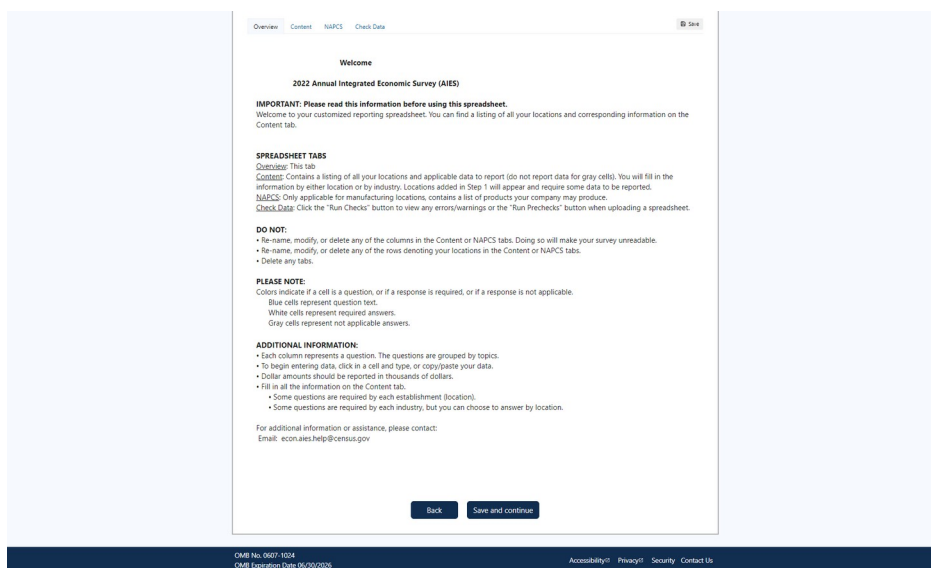 Overview Content NAPCS Check Data Save
Welcome
2022 Annual Integrated Economic Survey (AIES)
IMPORTANT: Please read this information before using this spreadsheet.
Welcome to your customized reporting spreadsheet. You can find a listing of all your locations and corresponding information on the
Content tab.
SPREADSHEET TABS
Overview: This tab
Content: Contains a listing of all your locations and applicable data to report (do not report data for gray cells). You will fill in the
information by either location or by industry. Locations added in Step 1 will appear and require some data to be reported.
NAPCS: Only applicable for manufacturing locations, contains a list of products your company may produce.
Check Data: Click the "Run Checks" button to view any errors/warnings or the "Run Prechecks" button when uploading a spreadsheet.
DO NOT:
• Re-name, modify, or delete any of the columns in the Content or NAPCS tabs. Doing so will make your survey unreadable.
• Re-name, modify, or delete any of the rows denoting your locations in the Content or NAPCS tabs.
• Delete any tabs.
PLEASE NOTE:
Colors indicate if a cell is a question, or if a response is required, or if a response is not applicable.
Blue cells represent question text.
White cells represent required answers.
Gray cells represent not applicable answers.
ADDITIONAL INFORMATION:
• Each column represents a question. The questions are grouped by topics.
• To begin entering data, click in a cell and type, or copy/paste your data.
• Dollar amounts should be reported in thousands of dollars.
• Fill in all the information on the Content tab.
• Some questions are required by each establishment (location).
• Some questions are required by each industry, but you can choose to answer by location.
For additional information or assistance, please contact:
Email: econ.aies.help@census.gov
Back Save and continue
OMB No. 0607-1024
OMB Expiration Date 06/30/2026
Accessibility Privacy Security Contact Us